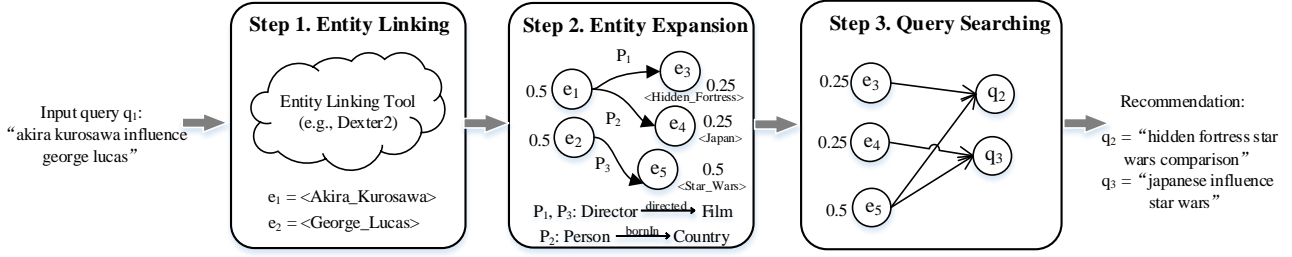 Input query q1:
“akira kurosawa influence
george lucas”
Step 1. Entity Linking
Entity Linking Tool
(e.g., Dexter2)
e1 = <Akira_Kurosawa>
e2 = <George_Lucas>
Step 2. Entity Expansion
P1
0.5 e1
e3 0.25
<Hidden_Fortress>
P2
e4 0.25
<Japan>
0.5 e2
P3
e5 0.5
<Star_Wars>
P1, P3: Director directed Film
P2: Person bornIn Country
Step 3. Query Searching
0.25 e3
q2
0.25 e4
q3
0.5 e5
Recommendation:
q2 = “hidden fortress star
wars comparison”
q3 = “japanese influence
star wars”